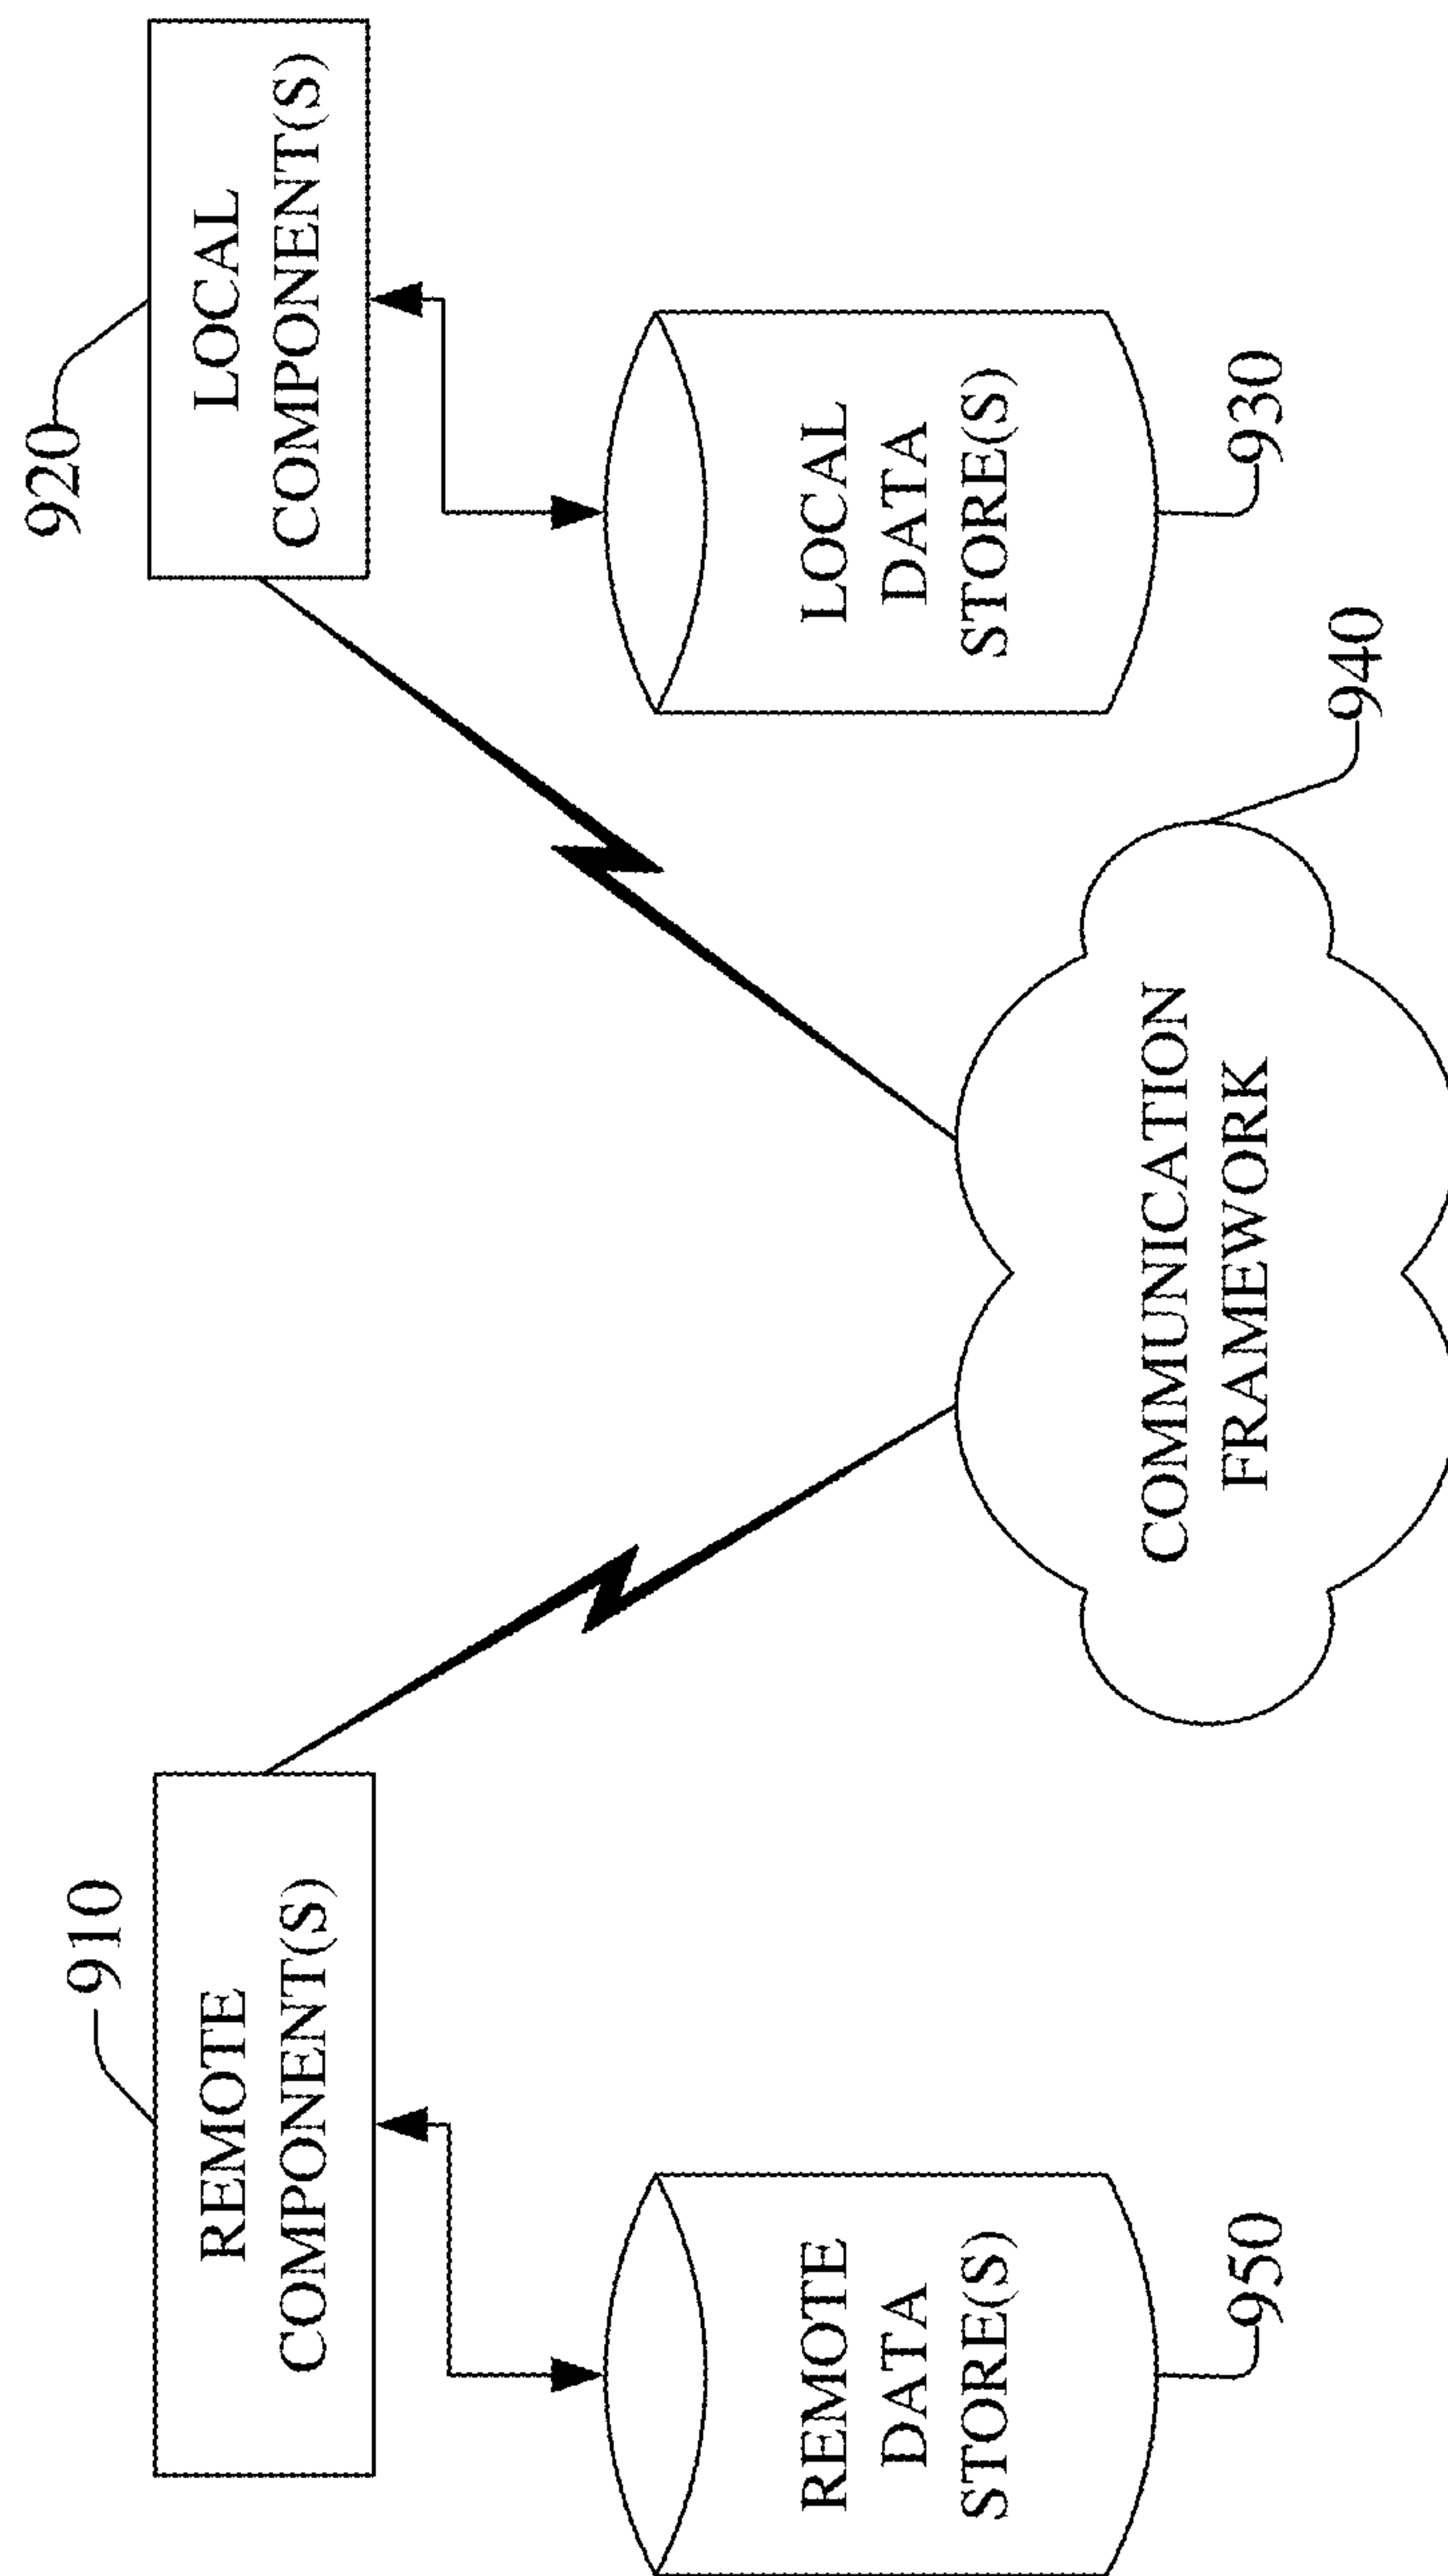 910
REMOTE
COMPONENT(S)
920
LOCAL
COMPONENT(S)
REMOTE
DATA
STORE(S)
950
LOCAL
DATA
STORE(S)
930
940
COMMUNICATION
FRAMEWORK